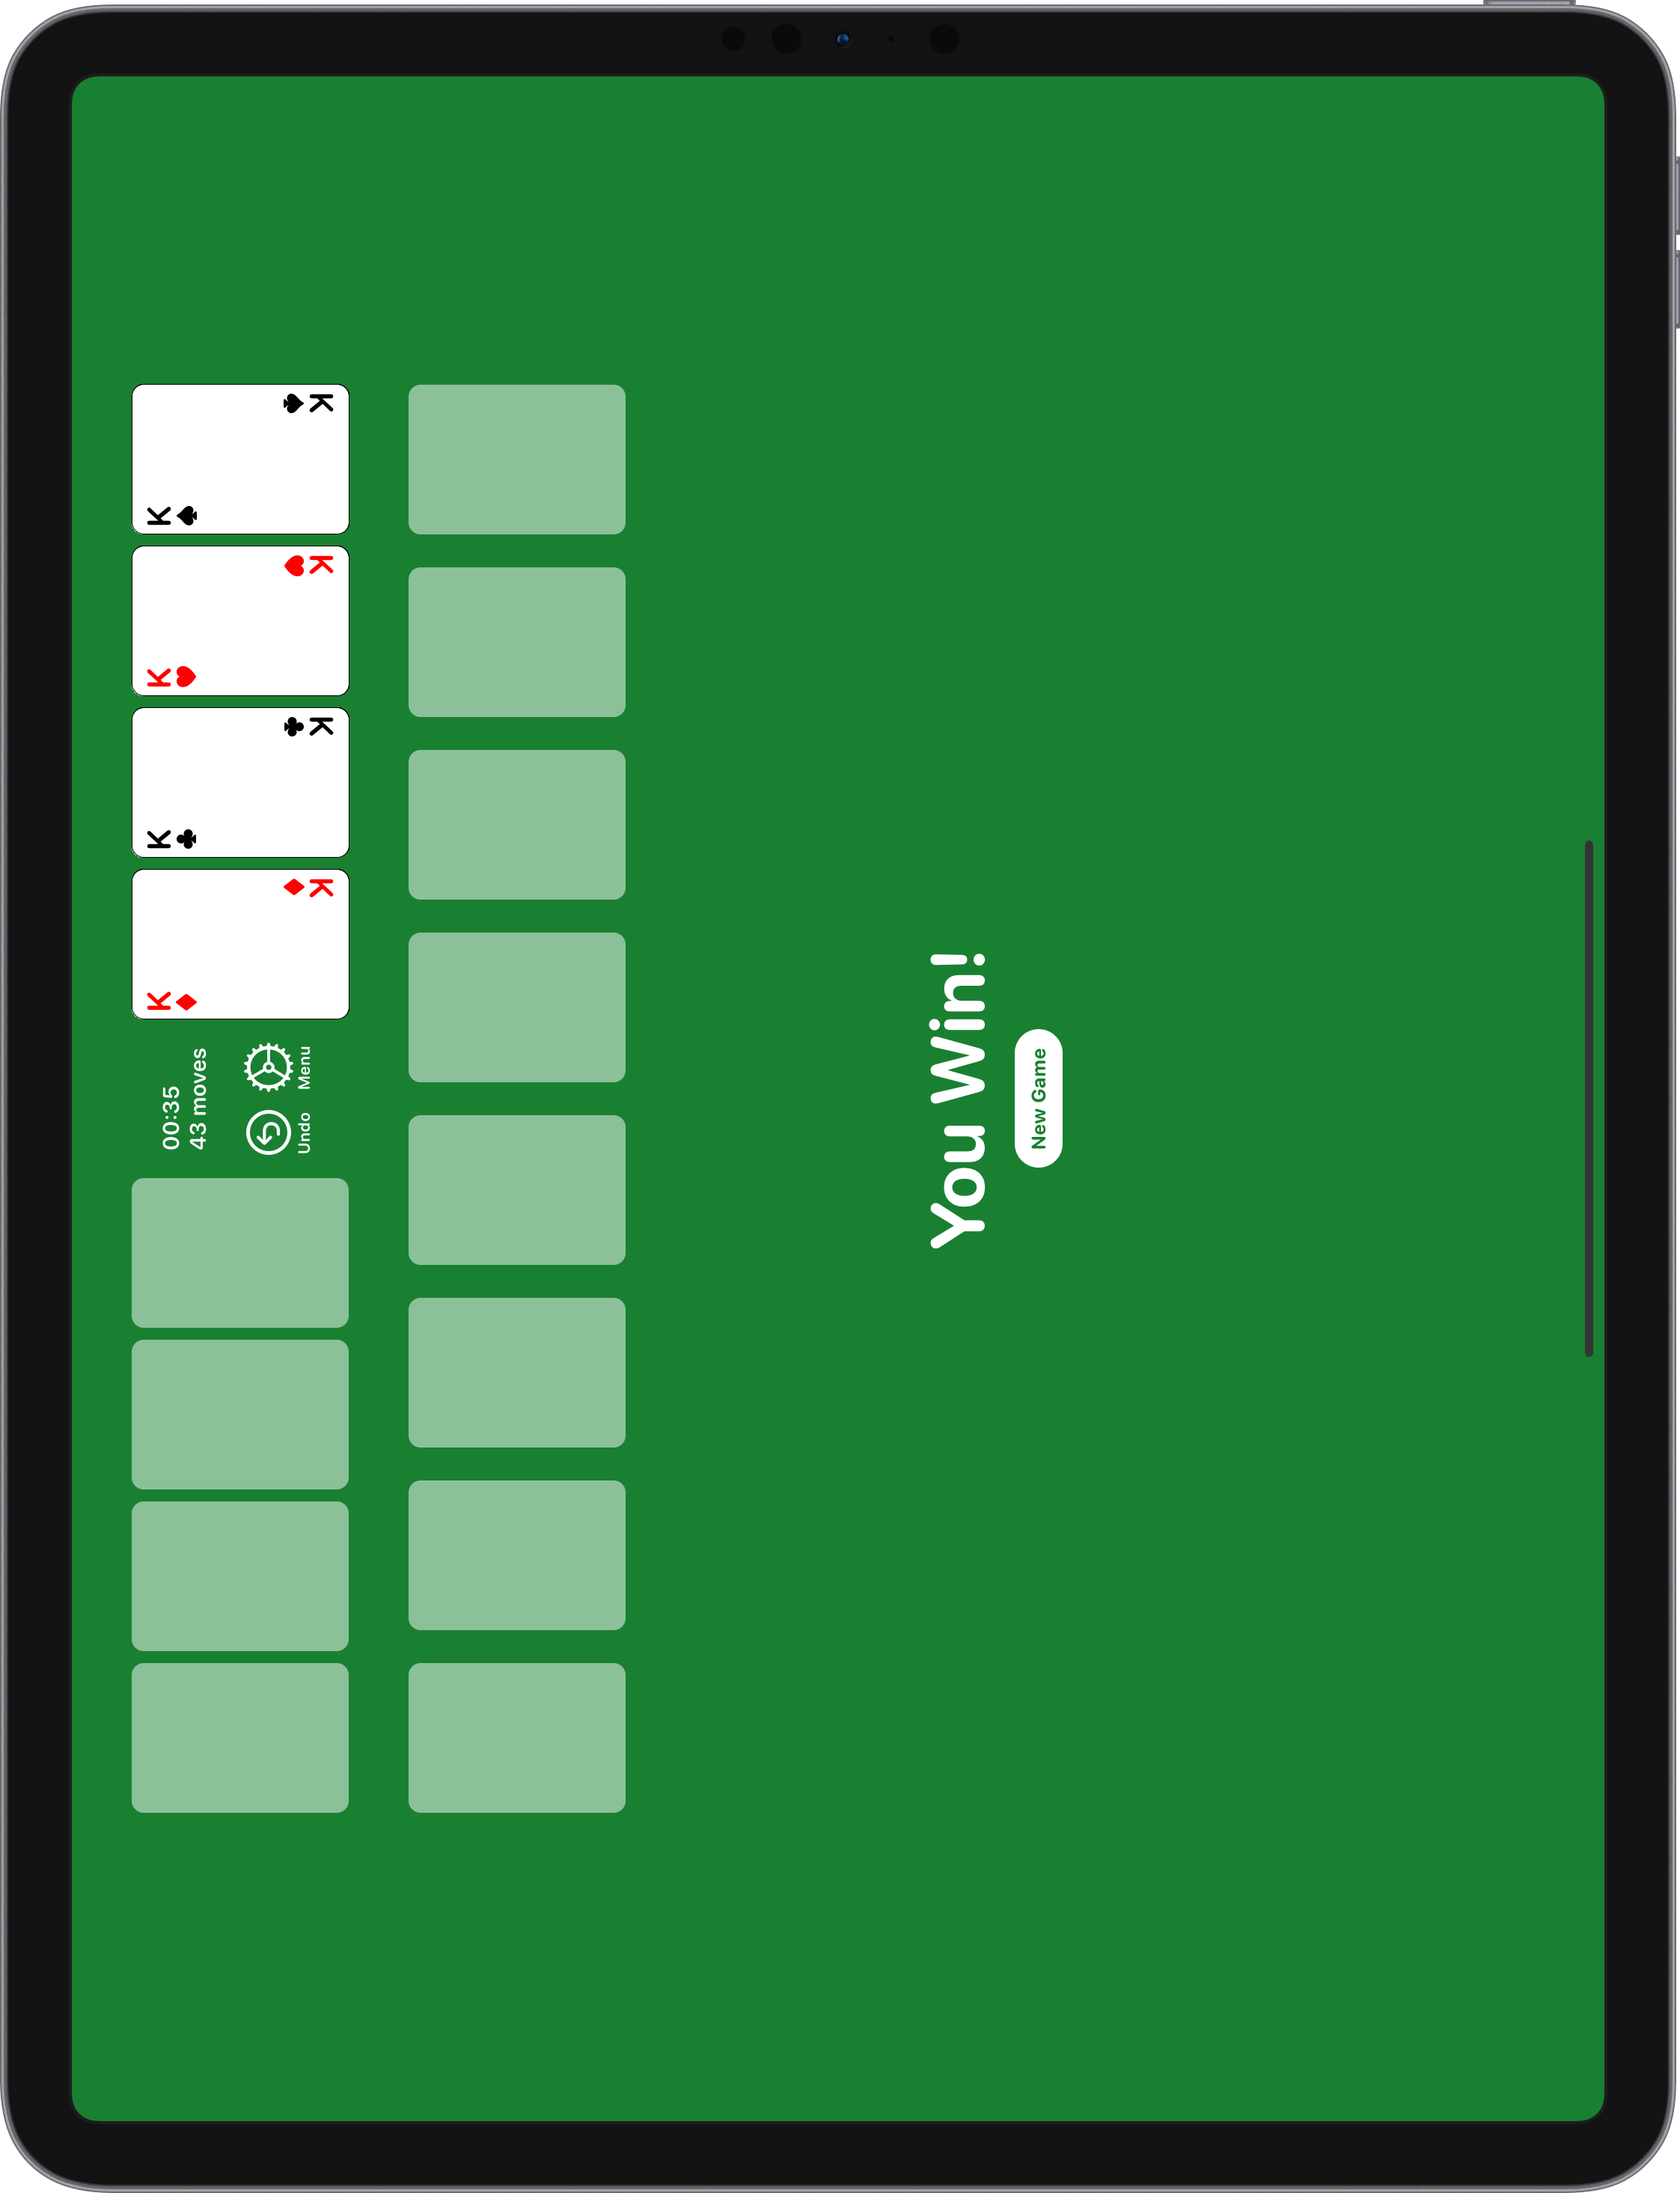 00:35
43 moves
Undo
Menu
K♦
K♦
K♣
K♣
K♥
K♥
K♠
K♠
You Win!
New Game